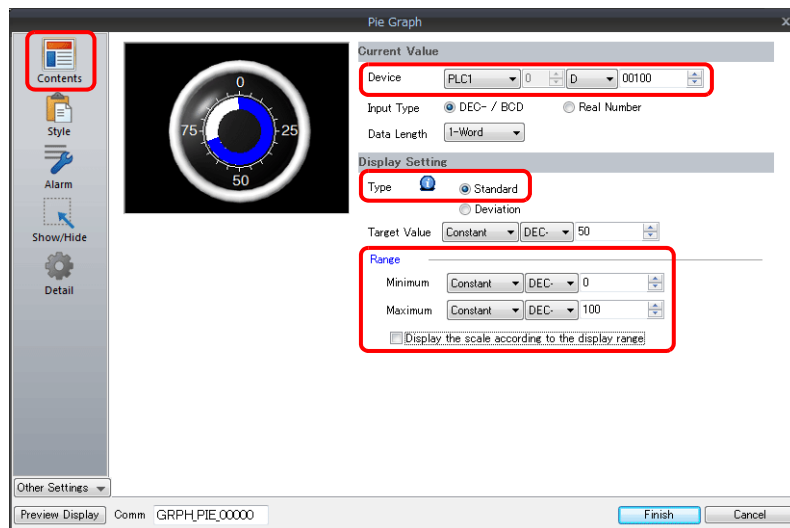 Pie Graph x
Contents
Style
Alarm
Show/Hide
Detail
0
75 25
50
Current Value
Device PLC1 0 D 00100
Input Type DEC- / BCD Real Number
Data Length 1-Word
Display Setting
Type Standard
Deviation
Target Value Constant DEC- 50
Range
Minimum Constant DEC- 0
Maximum Constant DEC- 100
Display the scale according to the display range
Other Settings
Preview Display Comm GRPH_PIE_00000 Finish Cancel